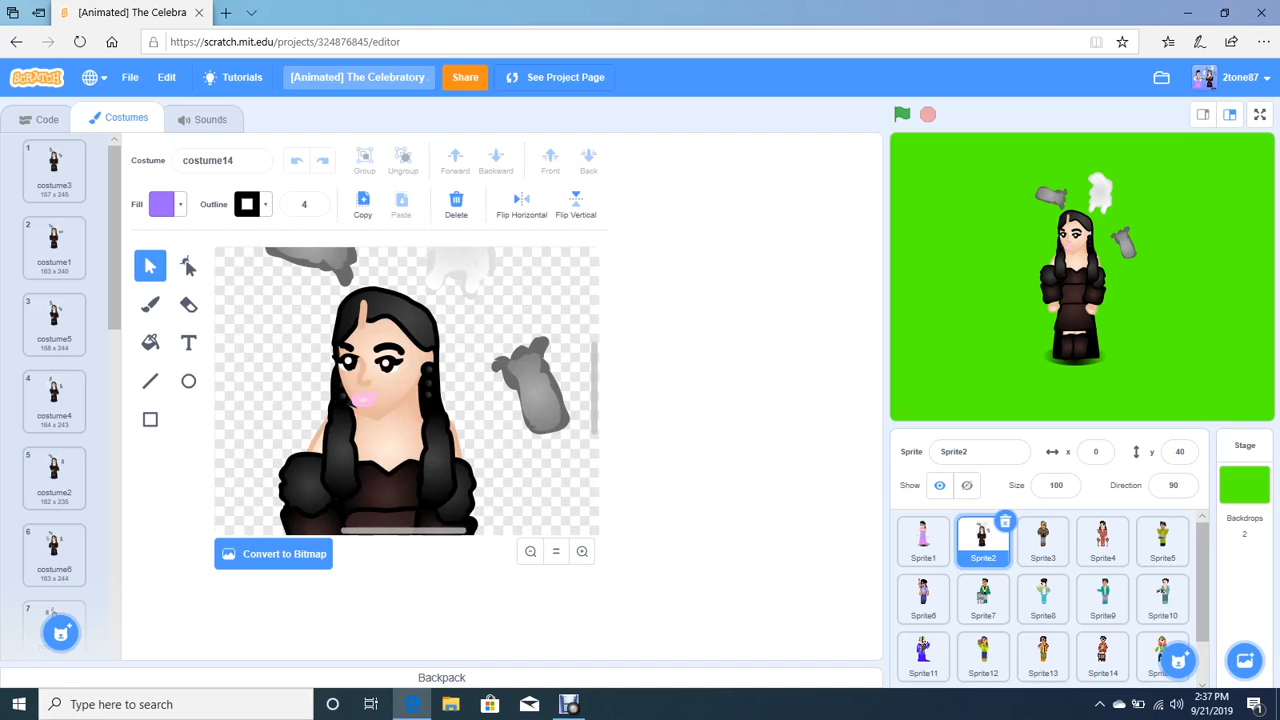 [Animated] The Celebra
https://scratch.mit.edu/projects/324876845/editor
SCRATCH
File
Edit
Tutorials
[Animated] The Celebratory
Share
See Project Page
2tone87
Code
Costumes
Sounds
1
costume3
157 x 245
2
costume1
163 x 240
3
costume5
158 x 244
4
costume4
164 x 243
5
costume2
162 x 235
6
costume6
163 x 244
7
Costume
costume14
Group
Ungroup
Forward
Backward
Front
Back
Fill
Outline
4
Copy
Paste
Delete
Flip Horizontal
Flip Vertical
Convert to Bitmap
Backpack
Sprite
Sprite2
x
0
y
40
Show
Size
100
Direction
90
Sprite1
Sprite2
Sprite3
Sprite4
Sprite5
Sprite6
Sprite7
Sprite8
Sprite9
Sprite10
Sprite11
Sprite12
Sprite13
Sprite14
Stage
Backdrops
2
Type here to search
2:37 PM
9/21/2019